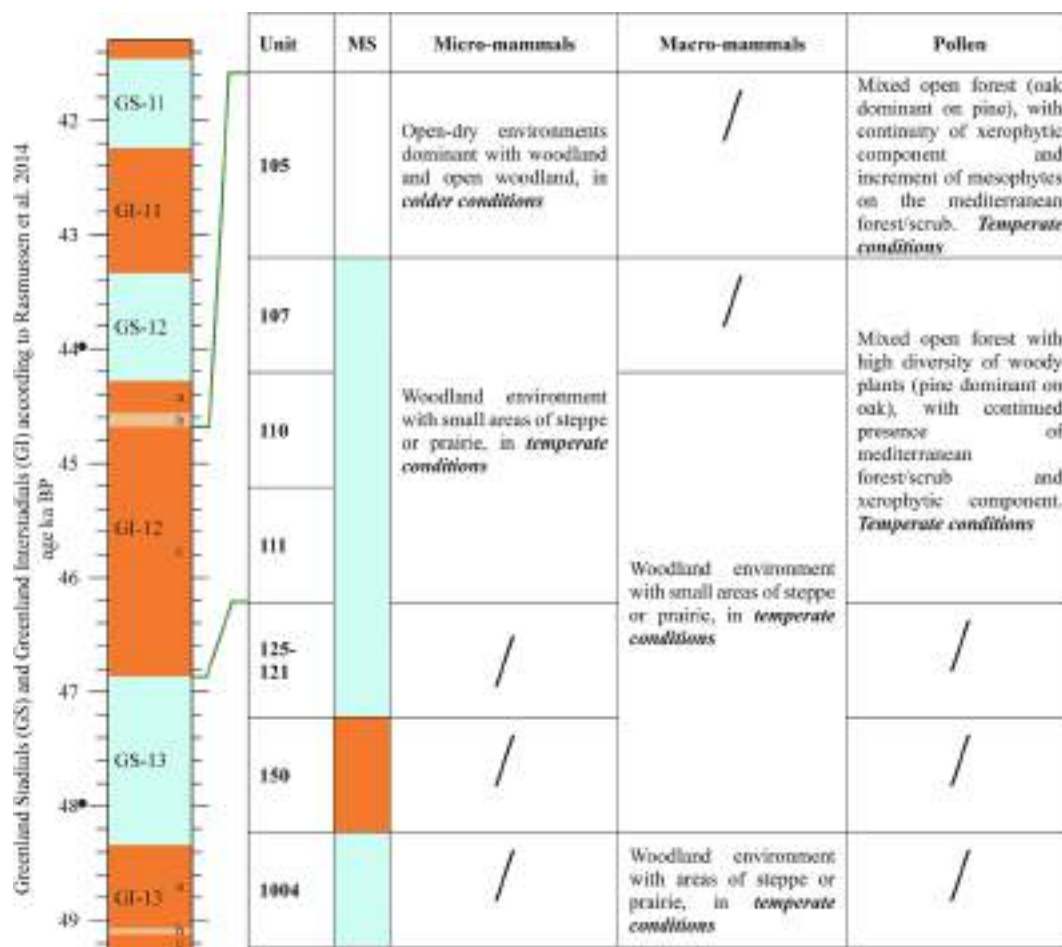 Greenland Stadials (GS) and Greenland Interstadials (GI) according to Rasmussen et al. 2014
age ka BP
GS-11
42
GI-11
43
GS-12
44
a
b
45
GI-12
c
46
47
GS-13
48
GI-13
a
49
b
c
Unit
MS
Micro-mammals
Macro-mammals
Pollen
105
Open-dry environments
dominant with woodland
and open woodland, in
colder conditions
/
Mixed open forest (oak
dominant on pine), with
continuity of xerophytic
component and
increment of mesophytes
on the mediterranean
forest/scrub. Temperate
conditions
107
/
110
Woodland environment
with small areas of steppe
or prairie, in temperate
conditions
Mixed open forest with
high diversity of woody
plants (pine dominant on
oak), with continued
presence of
mediterranean
forest/scrub and
xerophytic component.
Temperate conditions
111
Woodland environment
with small areas of steppe
or prairie, in temperate
conditions
125-
121
/
/
150
/
/
1004
/
Woodland environment
with areas of steppe or
prairie, in temperate
conditions
/